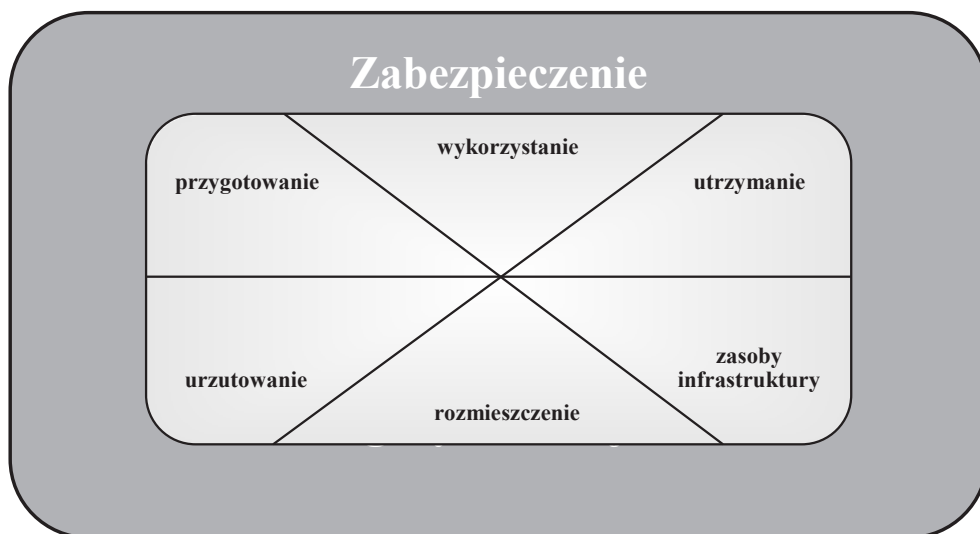 Zabezpieczenie
wykorzystanie
przygotowanie
utrzymanie
urzutowanie
zasoby
infrastruktury
rozmieszczenie